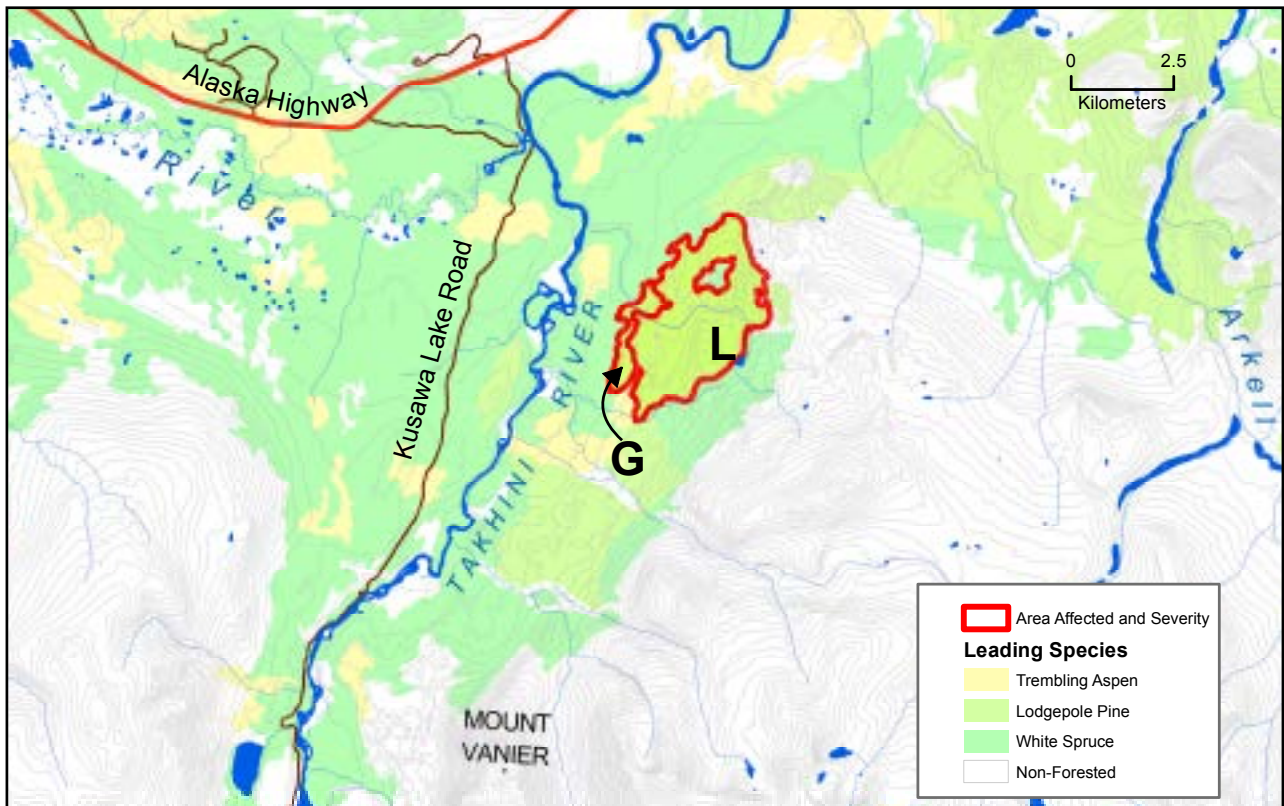 Alaska Highway
0 2.5
Kilometers
River
Kusawa Lake Road
TAKHINI RIVER
L
G
Arkell
MOUNT
VANIER
Area Affected and Severity
Leading Species
Trembling Aspen
Lodgepole Pine
White Spruce
Non-Forested